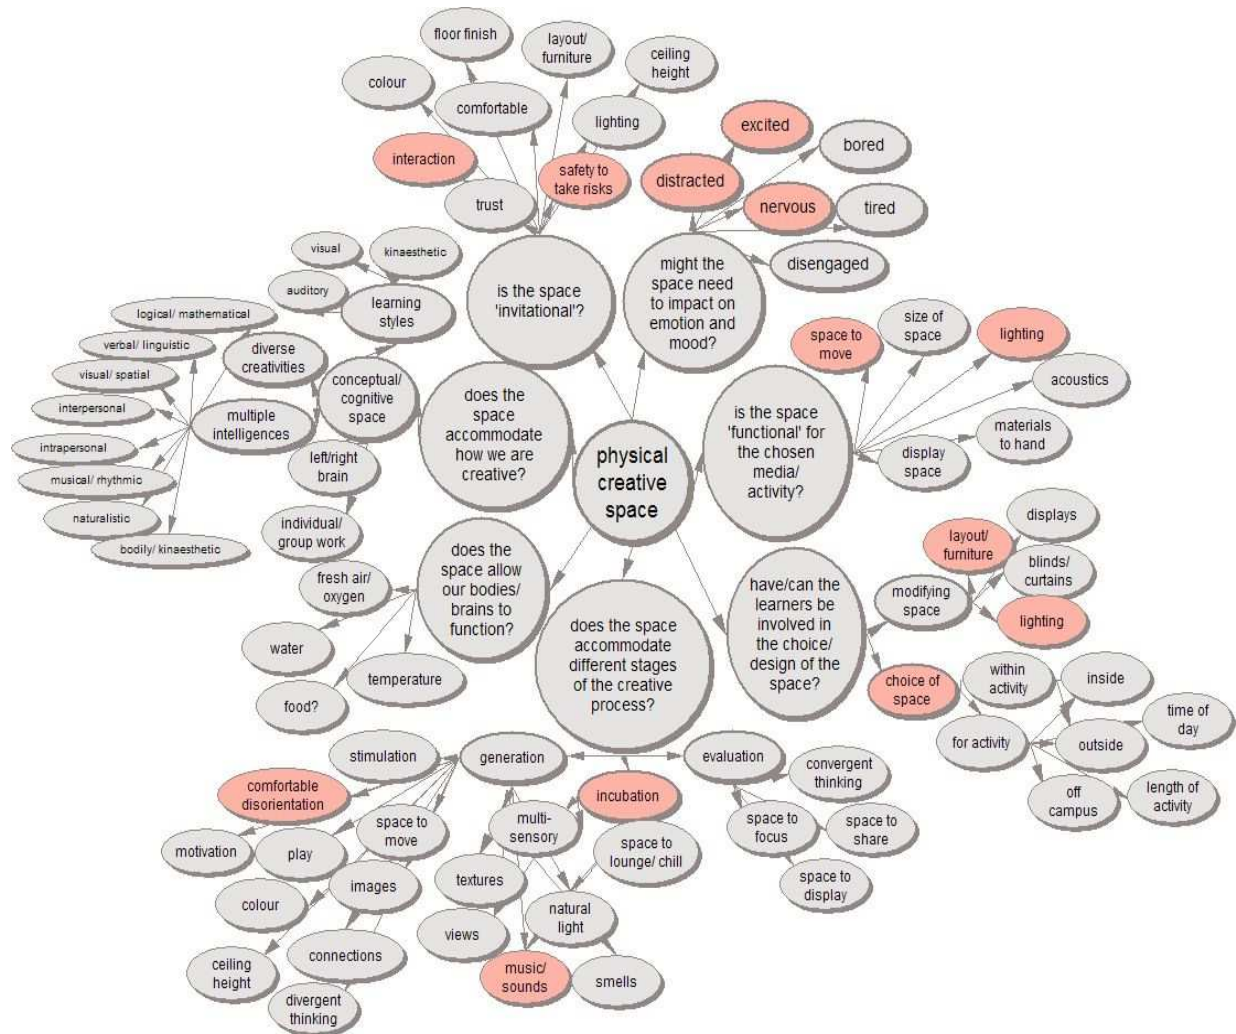 floor finish
layout/
furniture
ceiling
height
colour
comfortable
lighting
excited
bored
interaction
safety to
take risks
distracted
trust
nervous
tired
visual
kinaesthetic
is the space
'invitational'?
might the
space need
to impact on
emotion and
mood?
disengaged
auditory
learning
styles
logical/ mathematical
verbal/ linguistic
diverse
creativities
visual/ spatial
interpersonal
multiple
intelligences
intrapersonal
musical/ rhythmic
naturalistic
bodily/ kinaesthetic
conceptual/
cognitive
space
left/right
brain
individual/
group work
does the
space
accommodate
how we are
creative?
physical
creative
space
is the space
'functional' for
the chosen
media/
activity?
space to
move
size of
space
lighting
acoustics
materials
to hand
display
space
does the
space allow
our bodies/
brains to
function?
fresh air/
oxygen
water
food?
temperature
does the space
accommodate
different stages
of the creative
process?
have/can the
learners be
involved in
the choice/
design of the
space?
modifying
space
layout/
furniture
displays
blinds/
curtains
lighting
choice of
space
within
activity
inside
time of
day
for activity
outside
off
campus
length of
activity
stimulation
generation
evaluation
convergent
thinking
comfortable
disorientation
incubation
motivation
play
space to
move
multi-
sensory
space to
lounge/ chill
space to
focus
space to
share
space to
display
colour
images
textures
natural
light
views
ceiling
height
connections
music/
sounds
smells
divergent
thinking